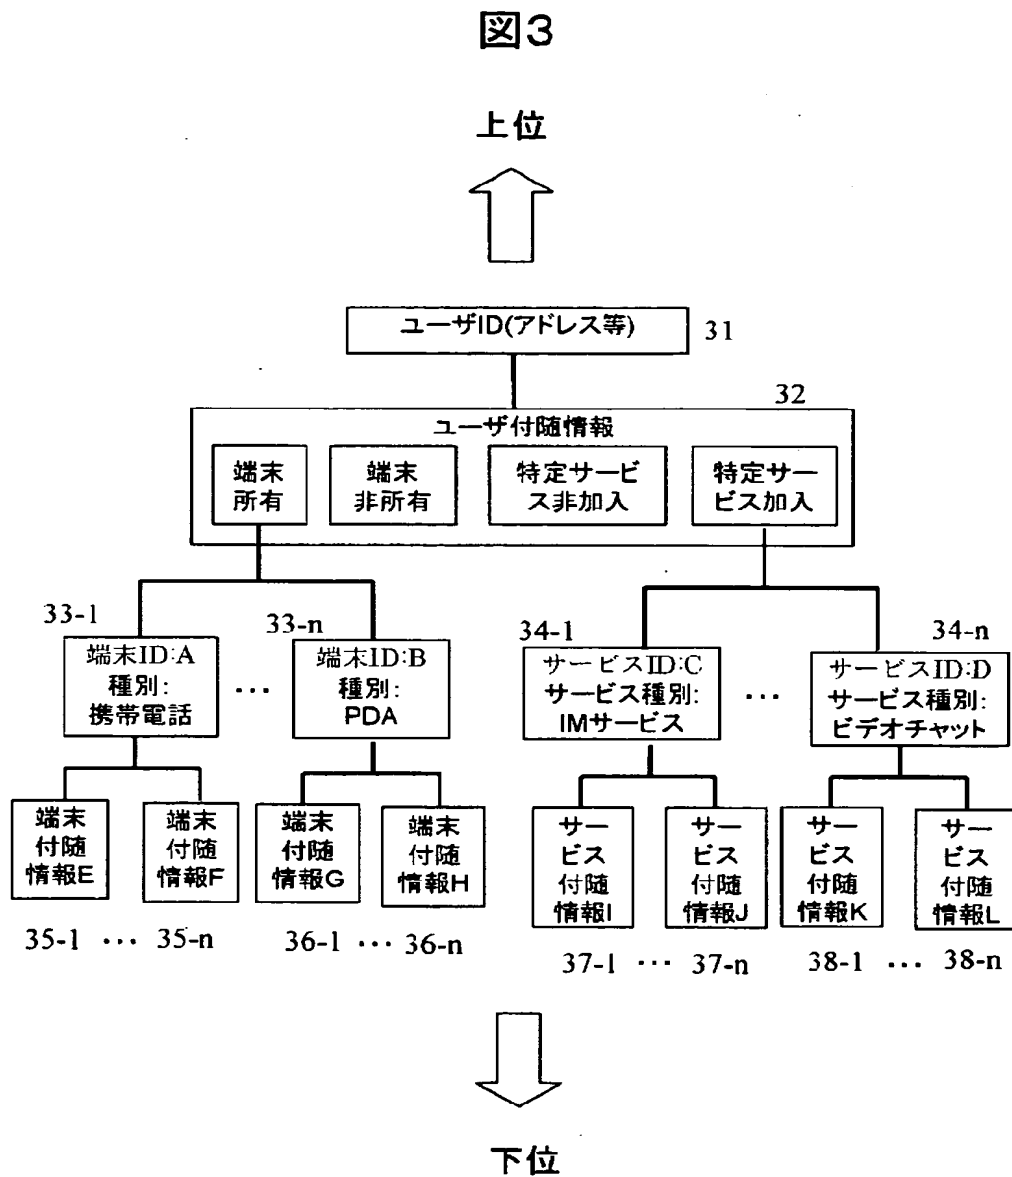 図3
上位
ユーザID(アドレス等)
31
32
ユーザ付随情報
端末
所有
端末
非所有
特定サービ
ス非加入
特定サー
ビス加入
33-1
端末ID:A
種別:
携帯電話
…
33-n
端末ID:B
種別:
PDA
34-1
サービスID:C
サービス種別:
IMサービス
…
34-n
サービスID:D
サービス種別:
ビデオチャット
端末
付随
情報E
端末
付随
情報F
端末
付随
情報G
端末
付随
情報H
サー
ビス
付随
情報I
サー
ビス
付随
情報J
サー
ビス
付随
情報K
サー
ビス
付随
情報L
35-1 … 35-n
36-1 … 36-n
37-1 … 37-n
38-1 … 38-n
下位